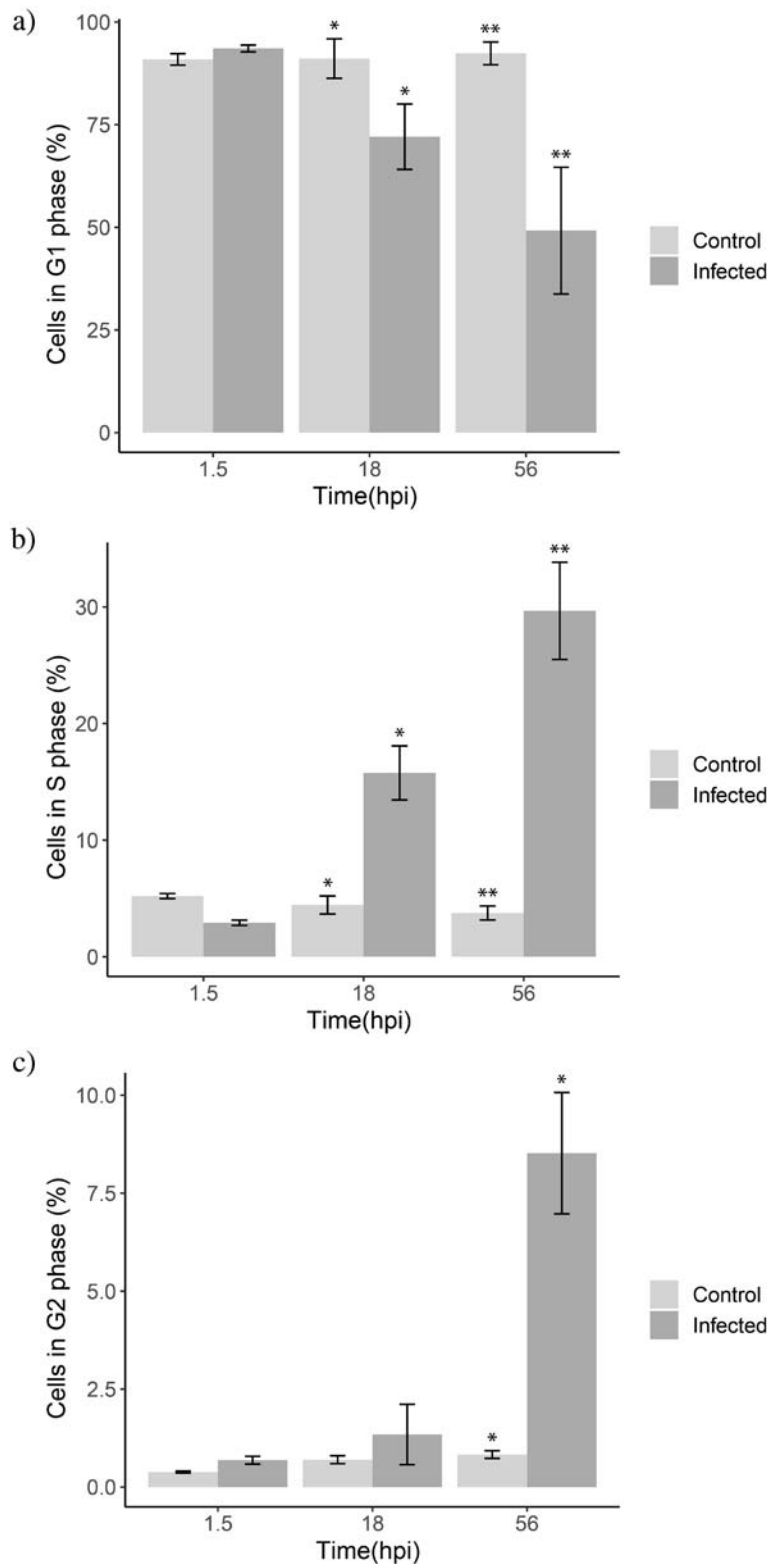 a)
Cells in G1 phase (%)
100
75
50
25
0
*
*
**
**
1.5
18
56
Time(hpi)
Control
Infected
b)
Cells in S phase (%)
30
20
10
0
*
*
**
**
1.5
18
56
Time(hpi)
Control
Infected
c)
Cells in G2 phase (%)
10.0
7.5
5.0
2.5
0.0
*
*
1.5
18
56
Time(hpi)
Control
Infected